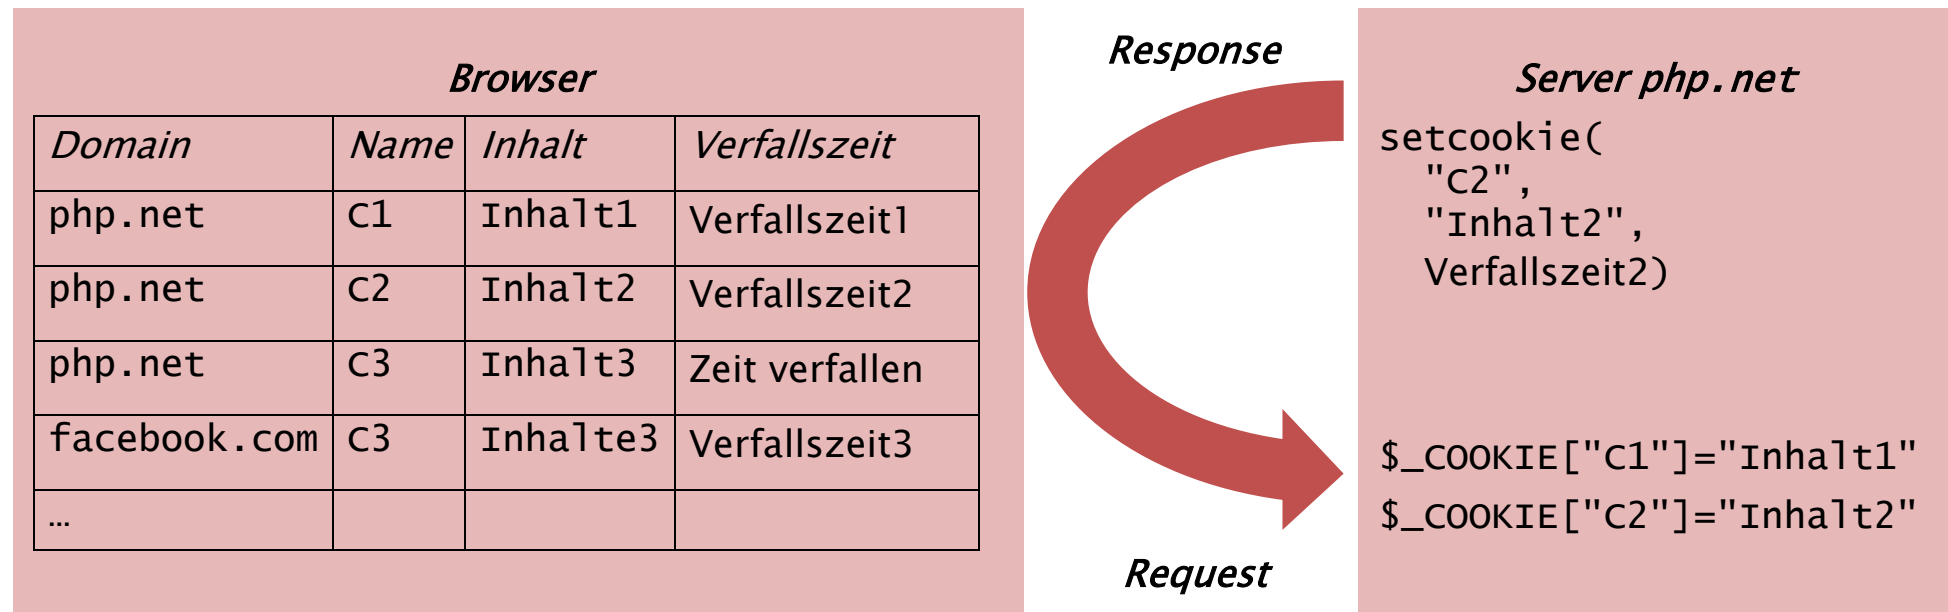 Browser
Domain Name Inhalt Verfallszeit
php.net C1 Inhalt1 Verfallszeit1
php.net C2 Inhalt2 Verfallszeit2
php.net C3 Inhalt3 Zeit verfallen
facebook.com C3 Inhalte3 Verfallszeit3
…
Response
Request
Server php.net
setcookie(
"C2",
"Inhalt2",
Verfallszeit2)
$_COOKIE["C1"]="Inhalt1"
$_COOKIE["C2"]="Inhalt2"